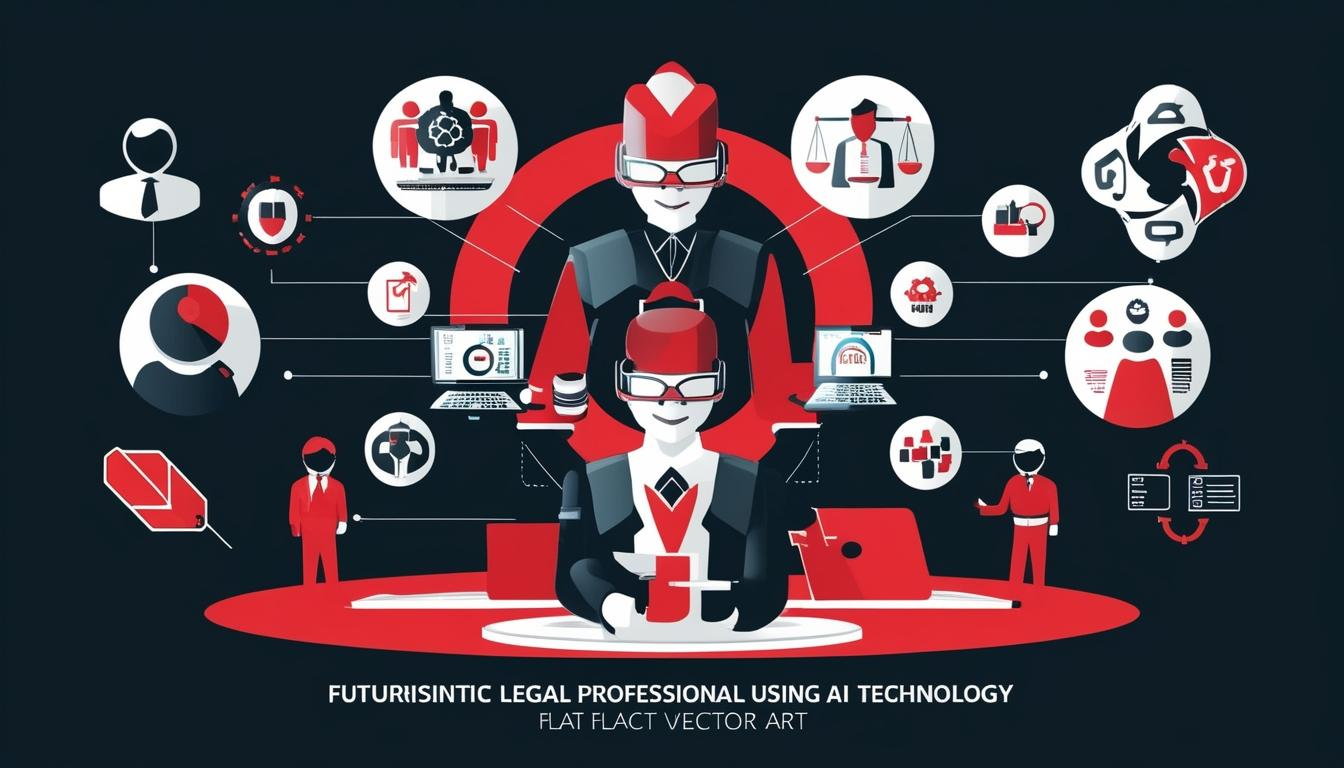 FUTURISINTIC LEGAL PROFESSIONAL USING AI TECHNOLOGY
FLAT FLACT VECTOR ART